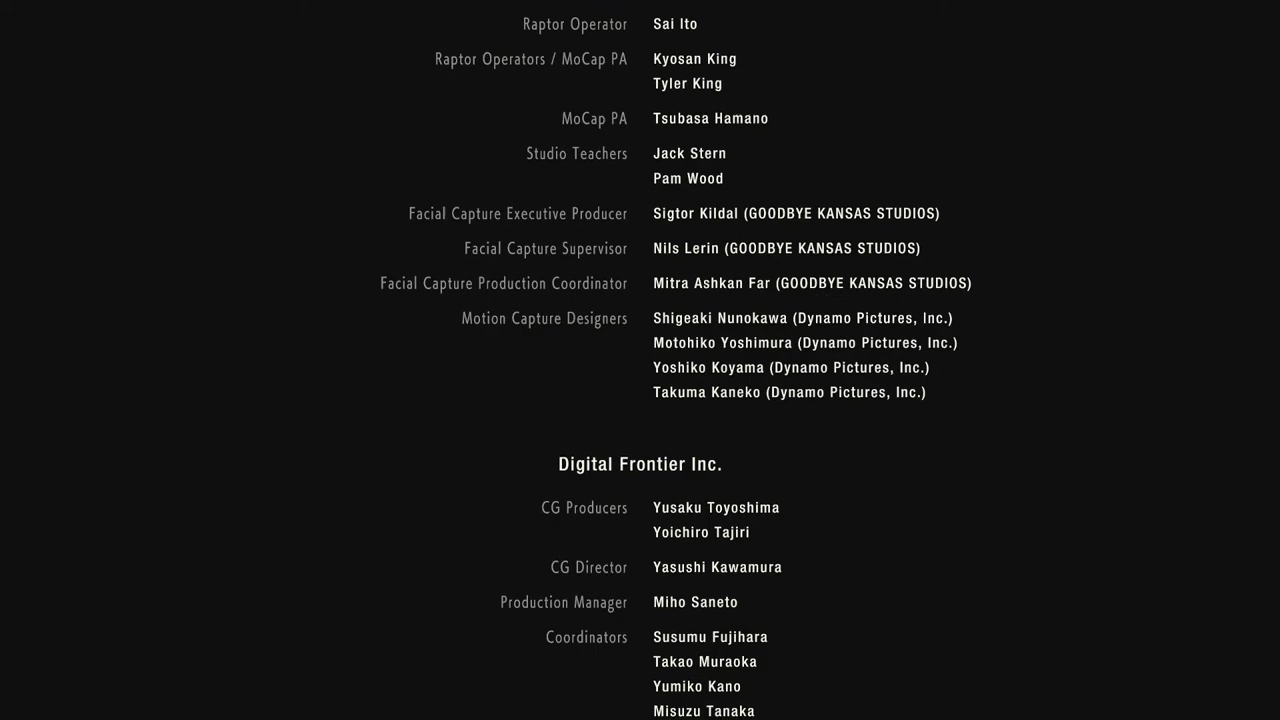 Raptor Operator Sai Ito
Raptor Operators / MoCap PA Kyosan King
Tyler King
MoCap PA Tsubasa Hamano
Studio Teachers Jack Stern
Pam Wood
Facial Capture Executive Producer Sigtor Kildal (GOODBYE KANSAS STUDIOS)
Facial Capture Supervisor Nils Lerin (GOODBYE KANSAS STUDIOS)
Facial Capture Production Coordinator Mitra Ashkan Far (GOODBYE KANSAS STUDIOS)
Motion Capture Designers Shigeaki Nunokawa (Dynamo Pictures, Inc.)
Motohiko Yoshimura (Dynamo Pictures, Inc.)
Yoshiko Koyama (Dynamo Pictures, Inc.)
Takuma Kaneko (Dynamo Pictures, Inc.)
Digital Frontier Inc.
CG Producers Yusaku Toyoshima
Yoichiro Tajiri
CG Director Yasushi Kawamura
Production Manager Miho Saneto
Coordinators Susumu Fujihara
Takao Muraoka
Yumiko Kano
Misuzu Tanaka